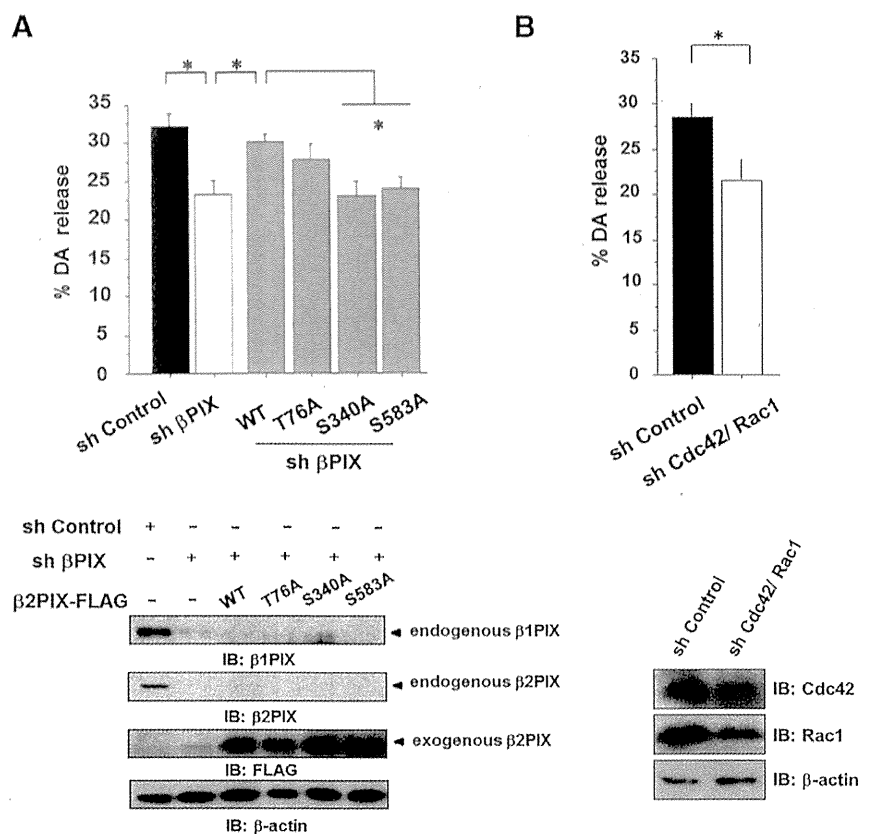 A
% DA release
35
30
25
20
15
10
5
0
* *
*
sh Control
sh βPIX
WT
T76A
S340A
S583A
sh βPIX
B
% DA release
35
30
25
20
15
10
5
0
*
sh Control
sh Cdc42/ Rac1
sh Control + - - - - -
sh βPIX - + + + + +
β2PIX-FLAG - - WT T76A S340A S583A
endogenous β1PIX
IB: β1PIX
endogenous β2PIX
IB: β2PIX
exogenous β2PIX
IB: FLAG
IB: β-actin
sh Control
sh Cdc42/ Rac1
IB: Cdc42
IB: Rac1
IB: β-actin